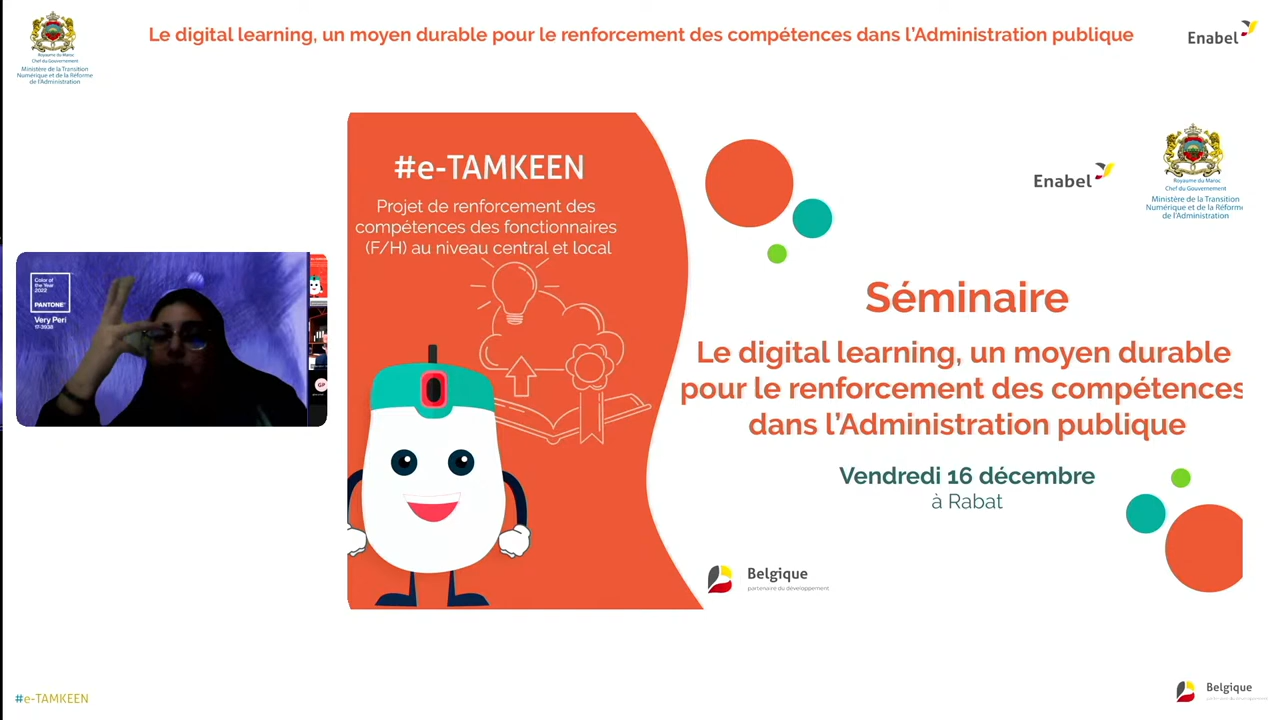 Royaume du Maroc
Chef du Gouvernement
Ministère de la Transition
Numérique et de la Réforme
de l'Administration
Le digital learning, un moyen durable pour le renforcement des compétences dans l'Administration publique
Enabel
Color of
the Year
2022
PANTONE
Very Peri
17-3938
GP
#e-TAMKEEN
Projet de renforcement des
compétences des fonctionnaires
(F/H) au niveau central et local
Enabel
Royaume du Maroc
Chef du Gouvernement
Ministère de la Transition
Numérique et de la Réforme
de l'Administration
Séminaire
Le digital learning, un moyen durable
pour le renforcement des compétences
dans l'Administration publique
Vendredi 16 décembre
à Rabat
Belgique
partenaire du développement
#e-TAMKEEN
Belgique